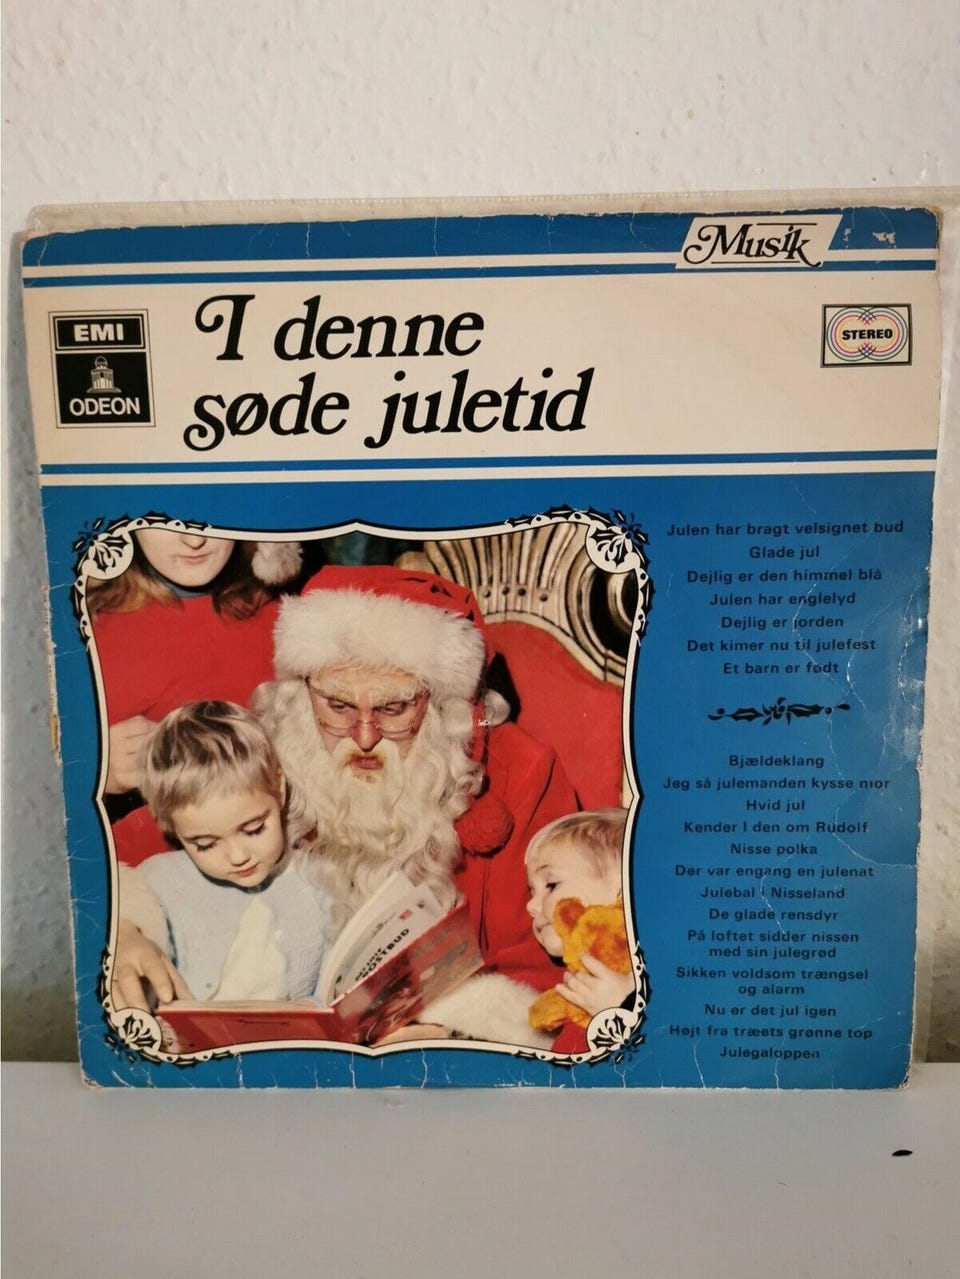 Musik
EMI
ODEON
I denne
søde juletid
STEREO
Julen har bragt velsignet bud
Glade jul
Dejlig er den himmel blå
Julen har englelyd
Dejlig er jorden
Det kimer nu til julefest
Et barn er født
Bjældeklang
Jeg så julemanden kysse mor
Hvid jul
Kender I den om Rudolf
Nisse polka
Der var engang en julenat
Julebal i Nisseland
De glade rensdyr
På loftet sidder nissen
med sin julegrød
Sikken voldsom trængsel
og alarm
Nu er det jul igen
Højt fra træets grønne top
Julegaloppen
POSTBUD